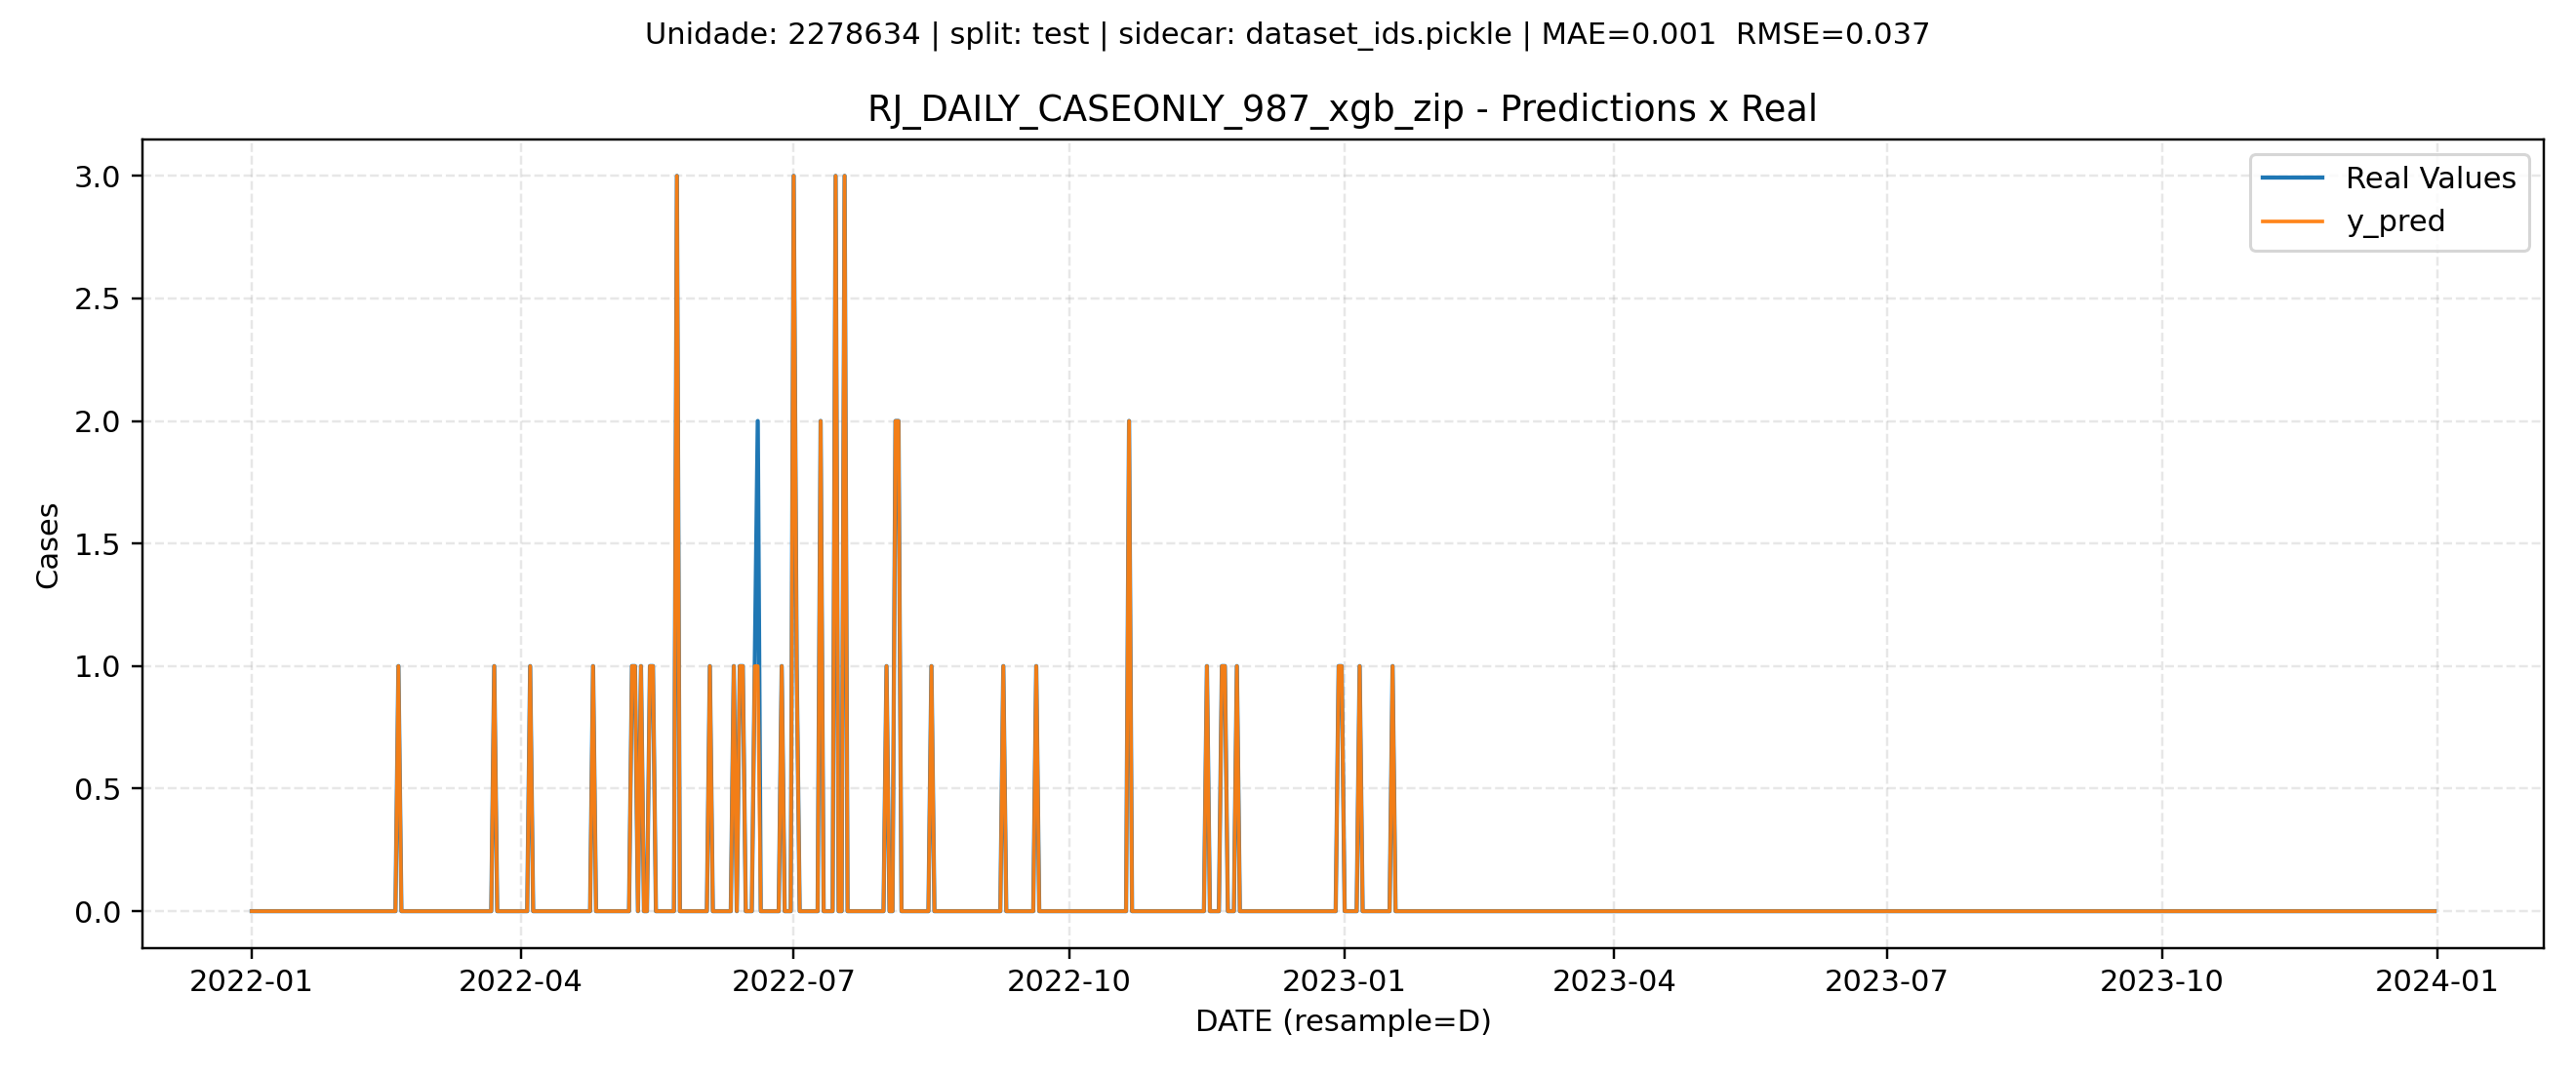 Unidade: 2278634 | split: test | sidecar: dataset_ids.pickle | MAE=0.001  RMSE=0.037
RJ_DAILY_CASEONLY_987_xgb_zip - Predictions x Real
Real Values
y_pred
Cases
3.0
2.5
2.0
1.5
1.0
0.5
0.0
2022-01 2022-04 2022-07 2022-10 2023-01 2023-04 2023-07 2023-10 2024-01
DATE (resample=D)